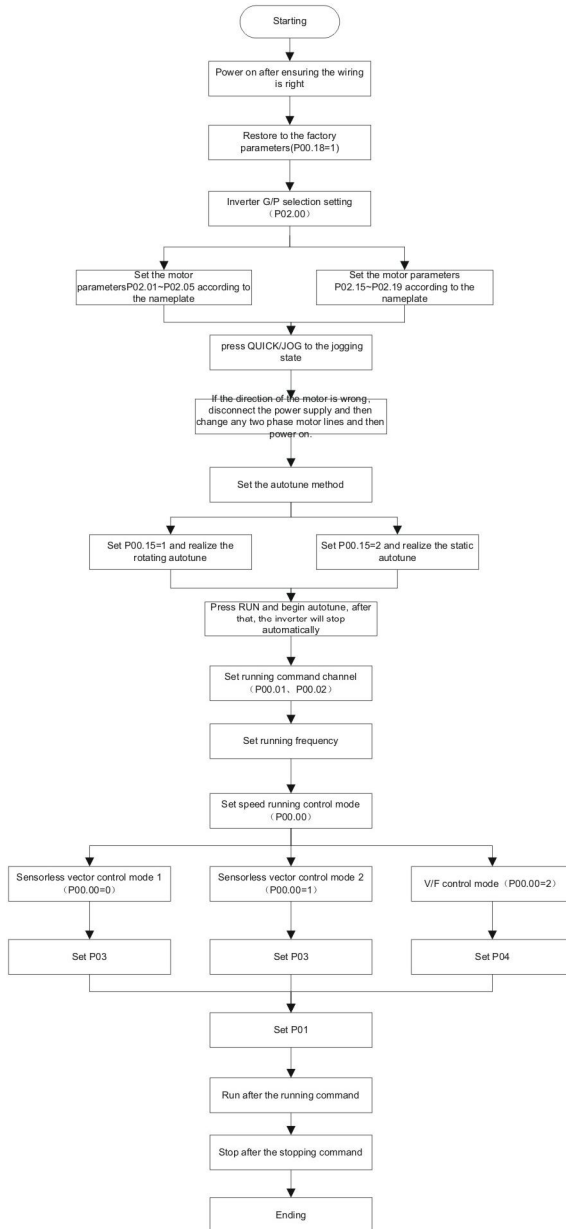 Starting
Power on after ensuring the wiring
is right
Restore to the factory
parameters(P00.18=1)
Inverter G/P selection setting
（P02.00）
Set the motor
parametersP02.01~P02.05 according to
the nameplate
Set the motor parameters
P02.15~P02.19 according to the
nameplate
press QUICK/JOG to the jogging
state
If the direction of the motor is wrong,
disconnect the power supply and then
change any two phase motor lines and then
power on.
Set the autotune method
Set P00.15=1 and realize the
rotating autotune
Set P00.15=2 and realize the static
autotune
Press RUN and begin autotune, after
that, the inverter will stop
automatically
Set running command channel
（P00.01、P00.02）
Set running frequency
Set speed running control mode
（P00.00）
Sensorless vector control mode 1
（P00.00=0）
Sensorless vector control mode 2
（P00.00=1）
V/F control mode（P00.00=2）
Set P03
Set P03
Set P04
Set P01
Run after the running command
Stop after the stopping command
Ending